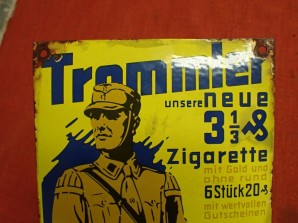 Trommler
unsere neue
3 1/3 ₰
Zigarette
mit Gold und
ohne rund
6 Stück 20 ₰
mit wertvollen
Gutscheinen